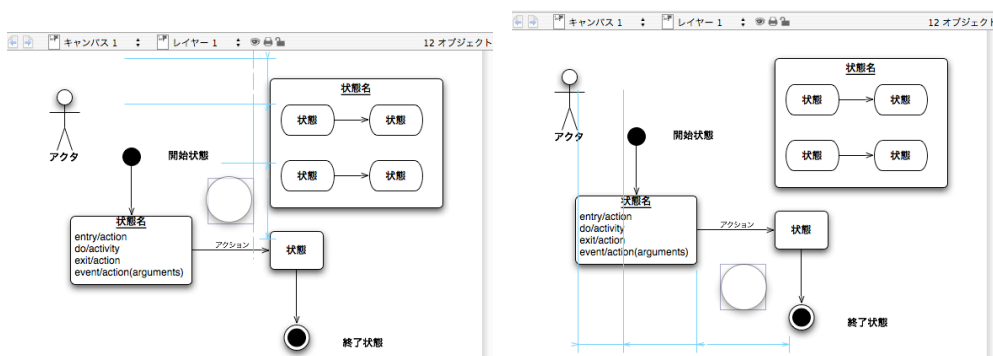 キャンバス 1
レイヤー 1
12 オブジェクト
状態名
状態
状態
状態
状態
アクタ
開始状態
状態名
entry/action
do/activity
exit/action
event/action(arguments)
アクション
状態
終了状態
キャンバス 1
レイヤー 1
12 オブジェクト
状態名
状態
状態
状態
状態
アクタ
開始状態
状態名
entry/action
do/activity
exit/action
event/action(arguments)
アクション
状態
終了状態